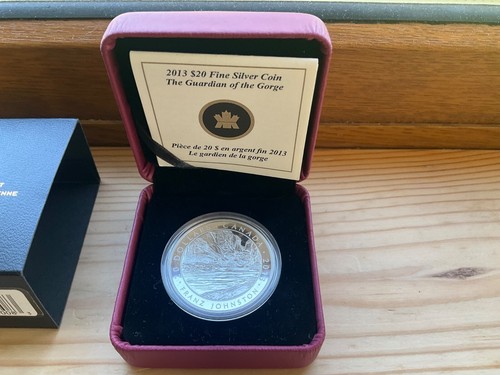 2013 $20 Fine Silver Coin
The Guardian of the Gorge
Pièce de 20 $ en argent fin 2013
Le gardien de la gorge
CANADA
FRANZ JOHNSTON